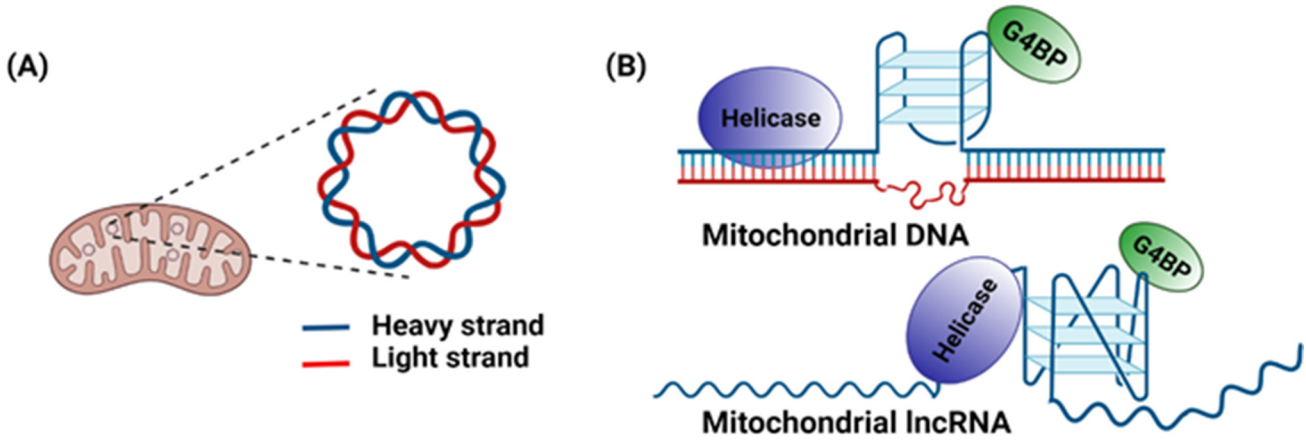 (A)
Heavy strand
Light strand
(B)
G4BP
Helicase
Mitochondrial DNA
G4BP
Helicase
Mitochondrial lncRNA